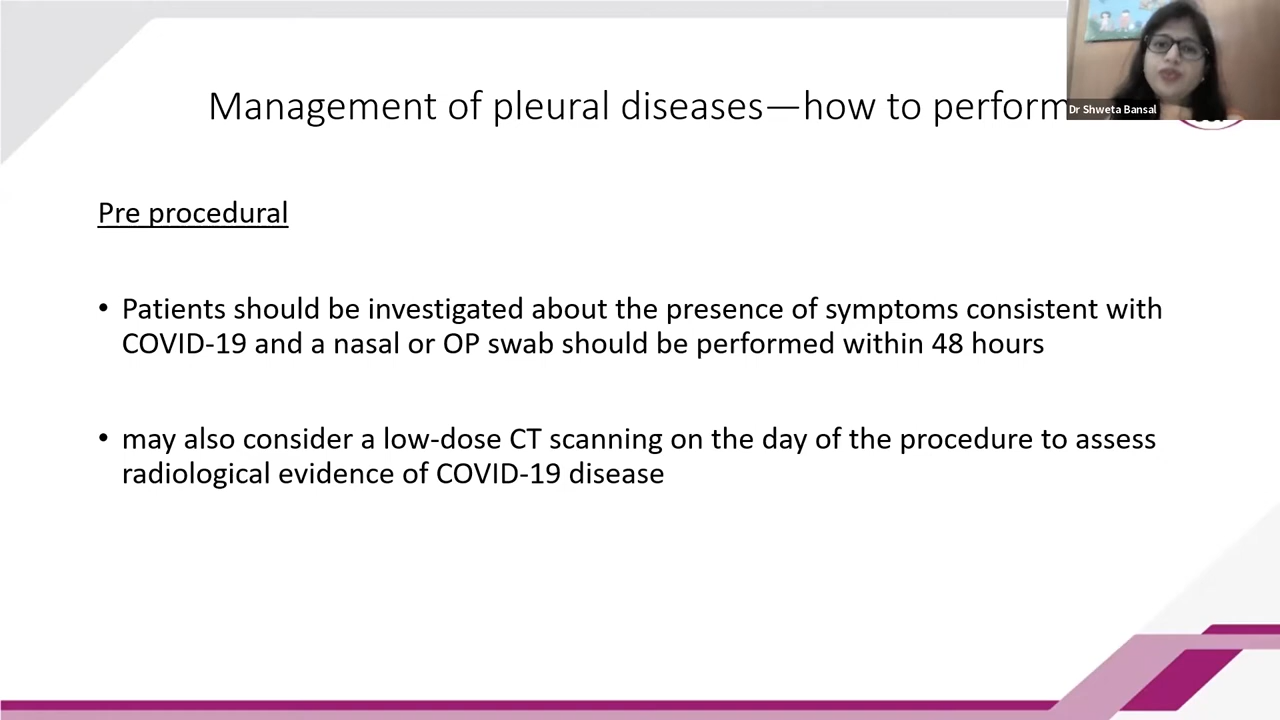 Management of pleural diseases—how to perform
Dr Shweta Bansal
Pre procedural
• Patients should be investigated about the presence of symptoms consistent with
COVID-19 and a nasal or OP swab should be performed within 48 hours
• may also consider a low-dose CT scanning on the day of the procedure to assess
radiological evidence of COVID-19 disease